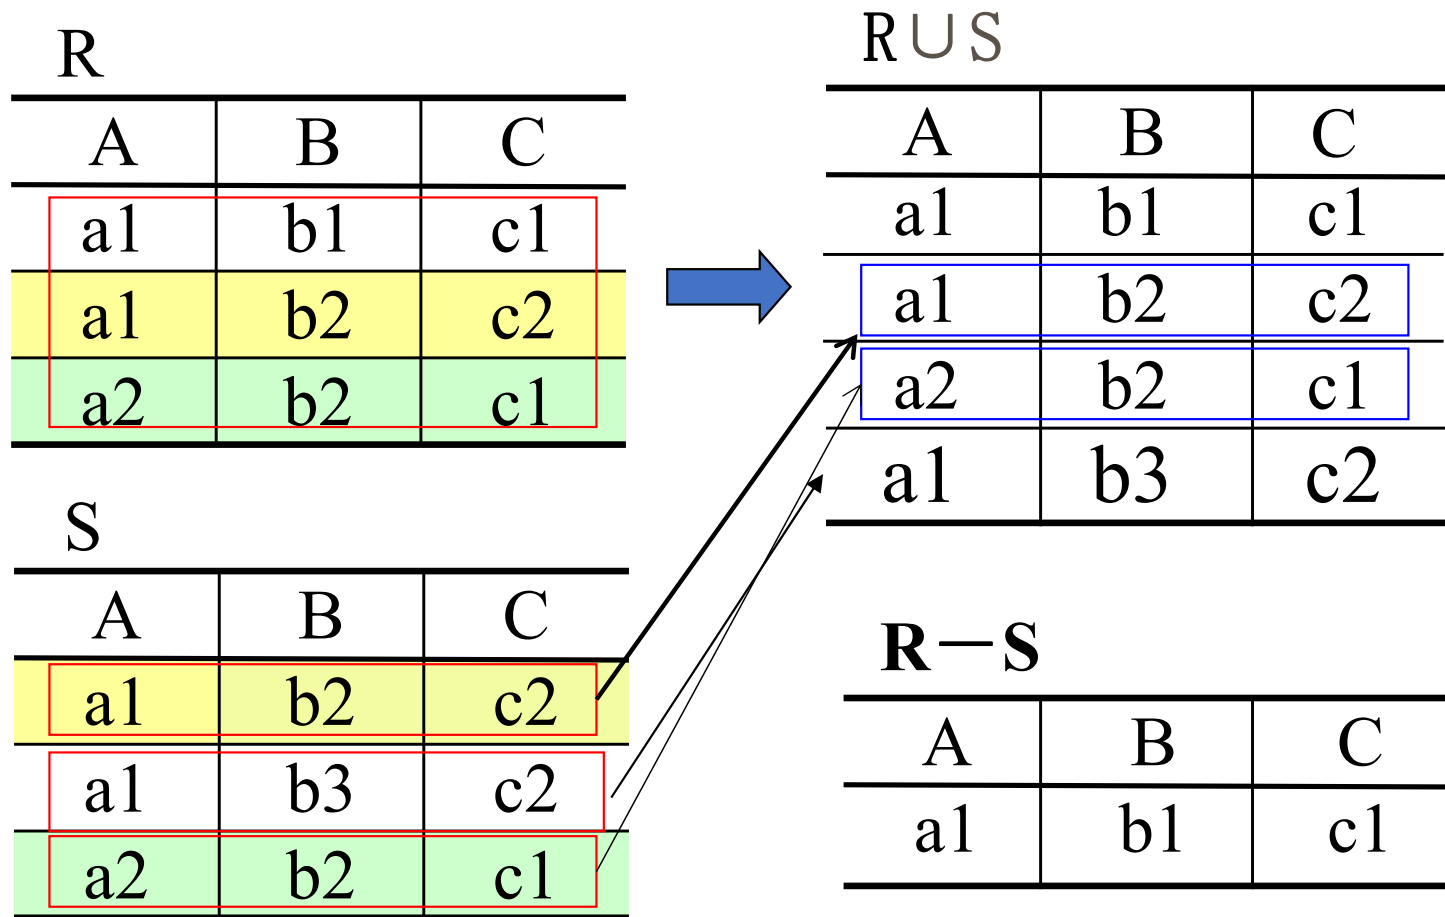 R
A B C
a1 b1 c1
a1 b2 c2
a2 b2 c1
S
A B C
a1 b2 c2
a1 b3 c2
a2 b2 c1
R∪S
A B C
a1 b1 c1
a1 b2 c2
a2 b2 c1
a1 b3 c2
R－S
A B C
a1 b1 c1